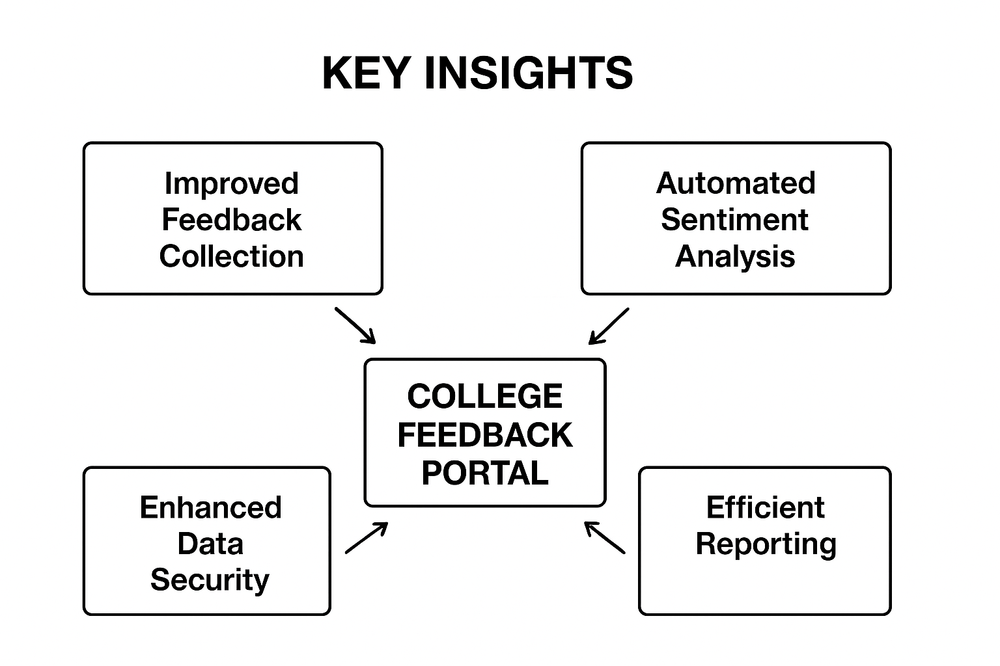 KEY INSIGHTS
Improved
Feedback
Collection
Automated
Sentiment
Analysis
COLLEGE
FEEDBACK
PORTAL
Enhanced
Data
Security
Efficient
Reporting